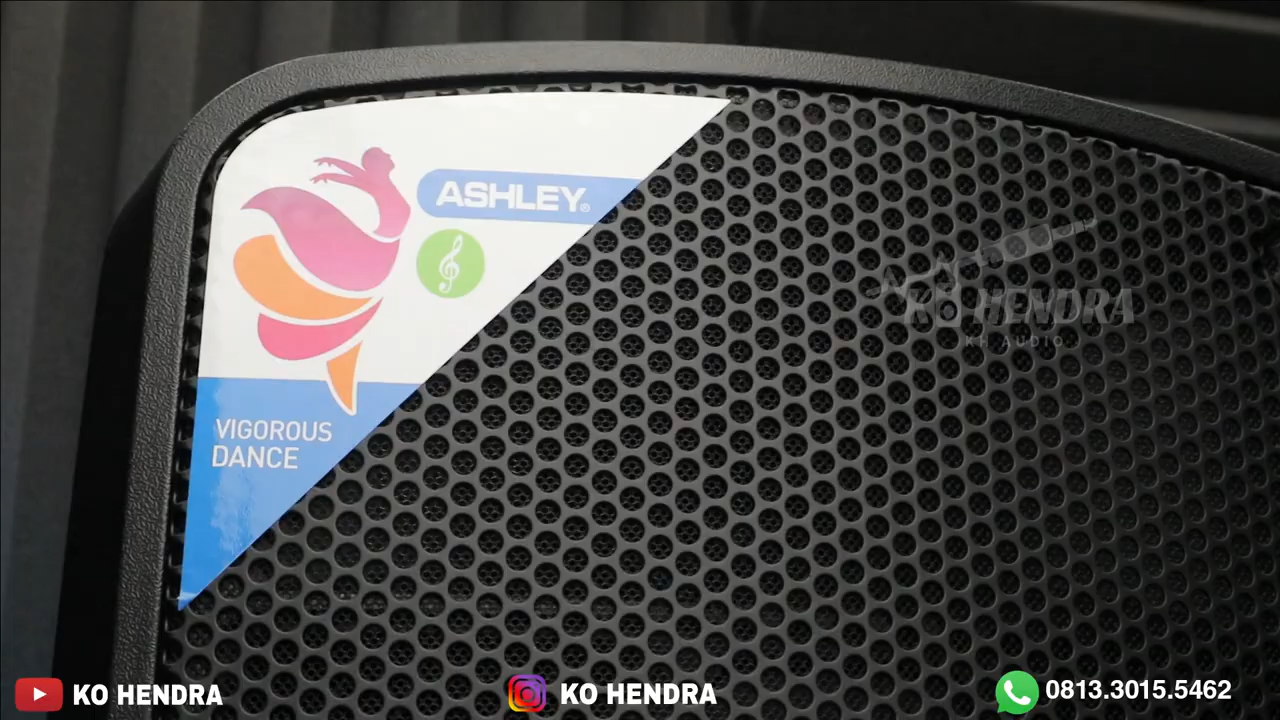 ASHLEY®
VIGOROUS
DANCE
KO HENDRA
KH AUDIO
KO HENDRA
KO HENDRA
0813.3015.5462